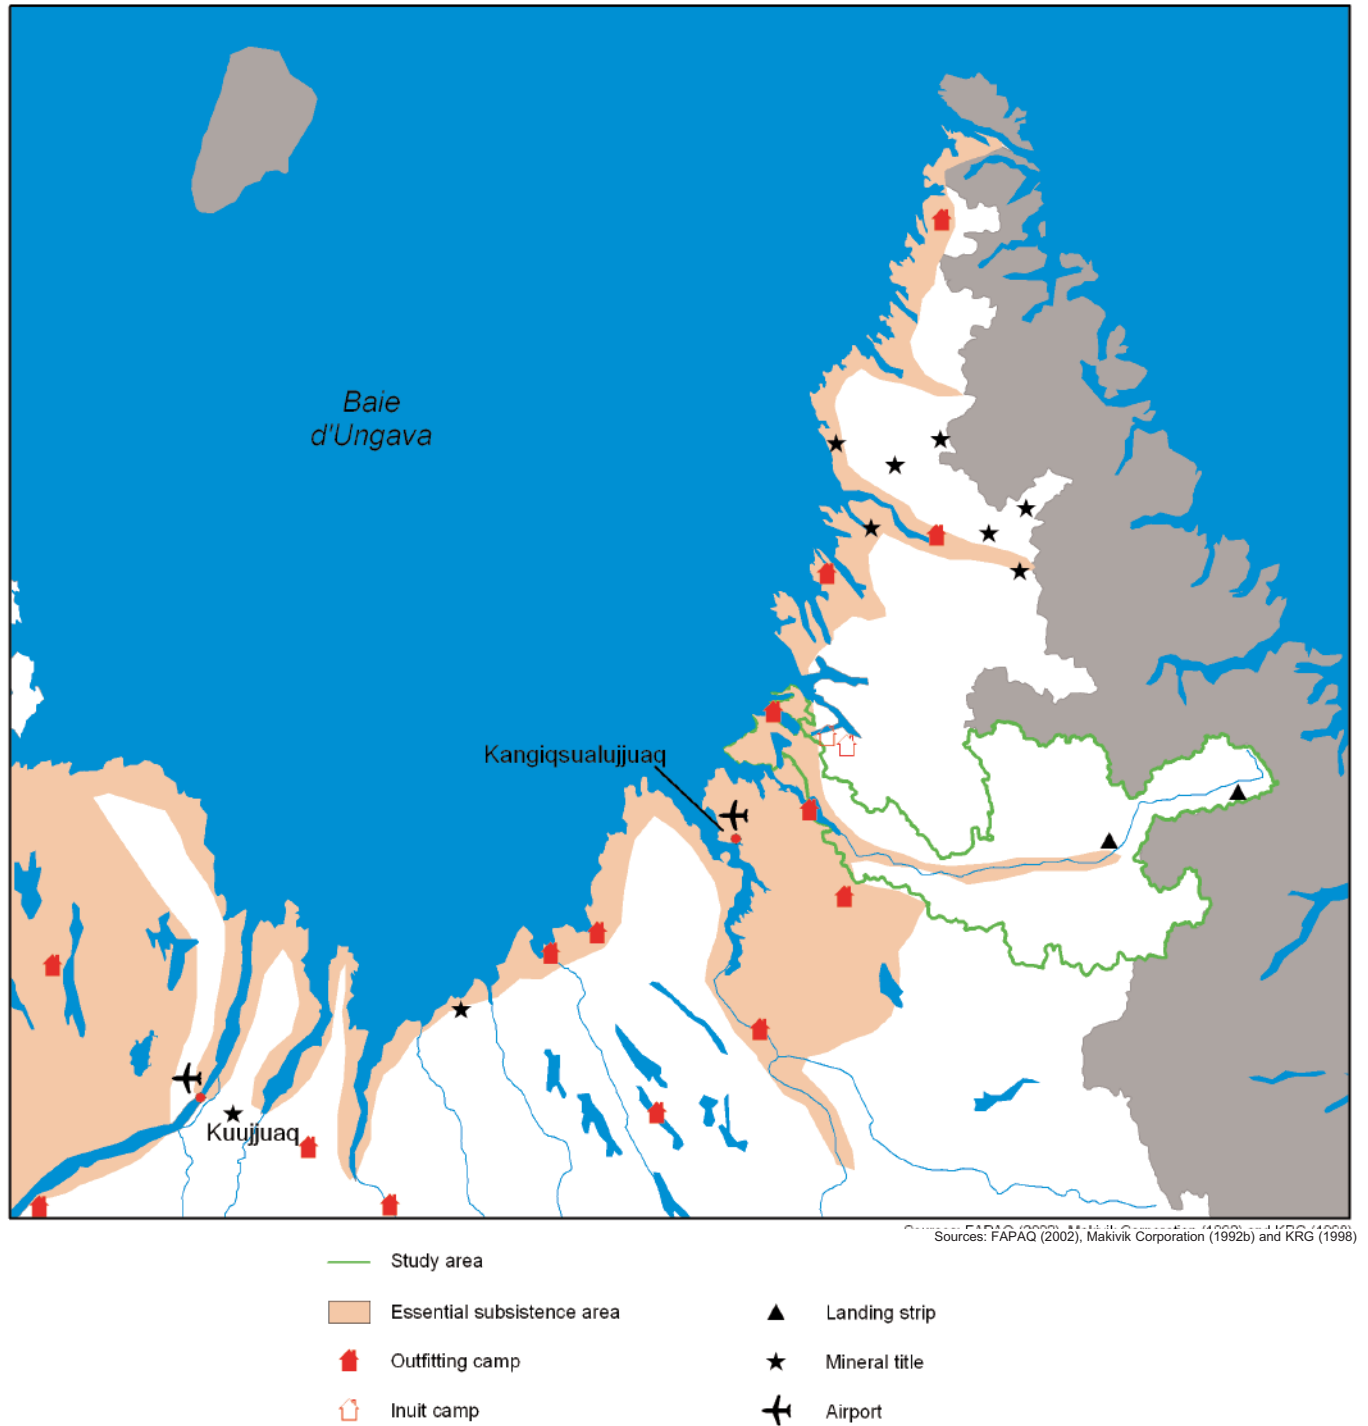 Baie
d'Ungava
Kangiqsualujjuaq
Kuujjuaq
Sources: FAPAQ (2002), Makivik Corporation (1992b) and KRG (1998)
Study area
Essential subsistence area
Outfitting camp
Inuit camp
Landing strip
Mineral title
Airport